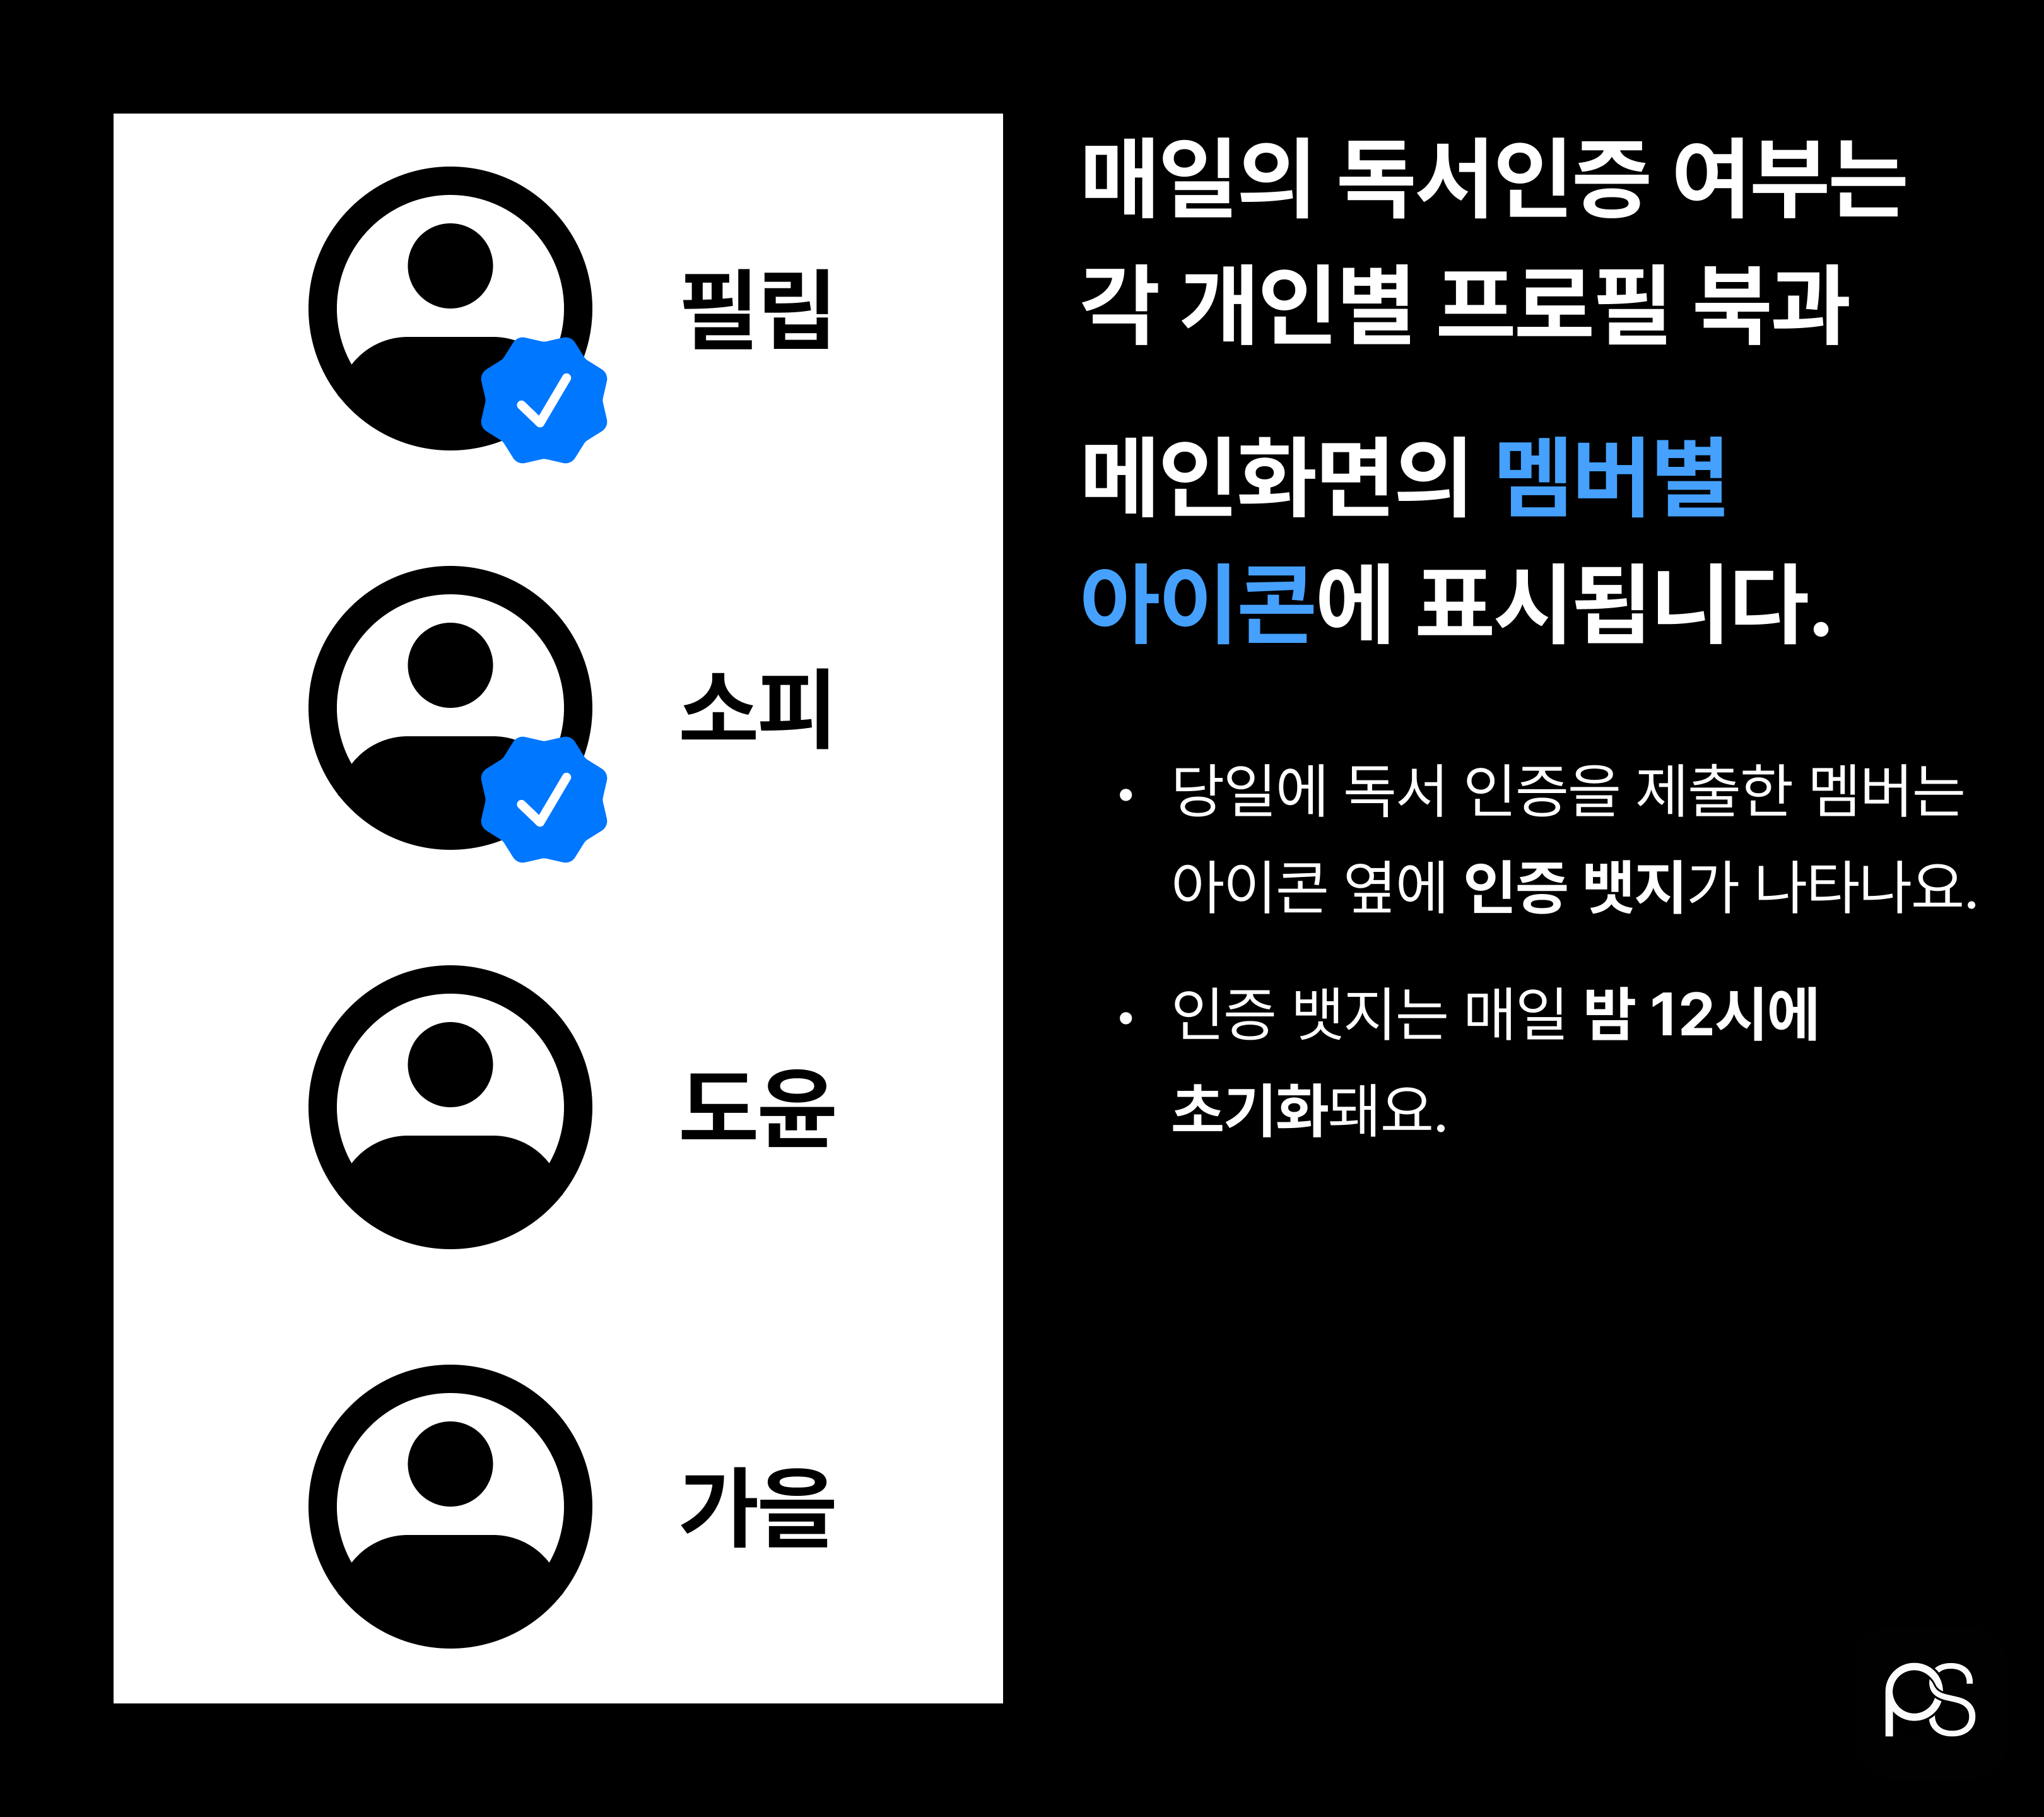 필립
소피
도윤
가을
매일의 독서인증 여부는
각 개인별 프로필 북과
메인화면의 멤버별
아이콘에 표시됩니다.
• 당일에 독서 인증을 제출한 멤버는
아이콘 옆에 인증 뱃지가 나타나요.
• 인증 뱃지는 매일 밤 12시에
초기화돼요.
PS